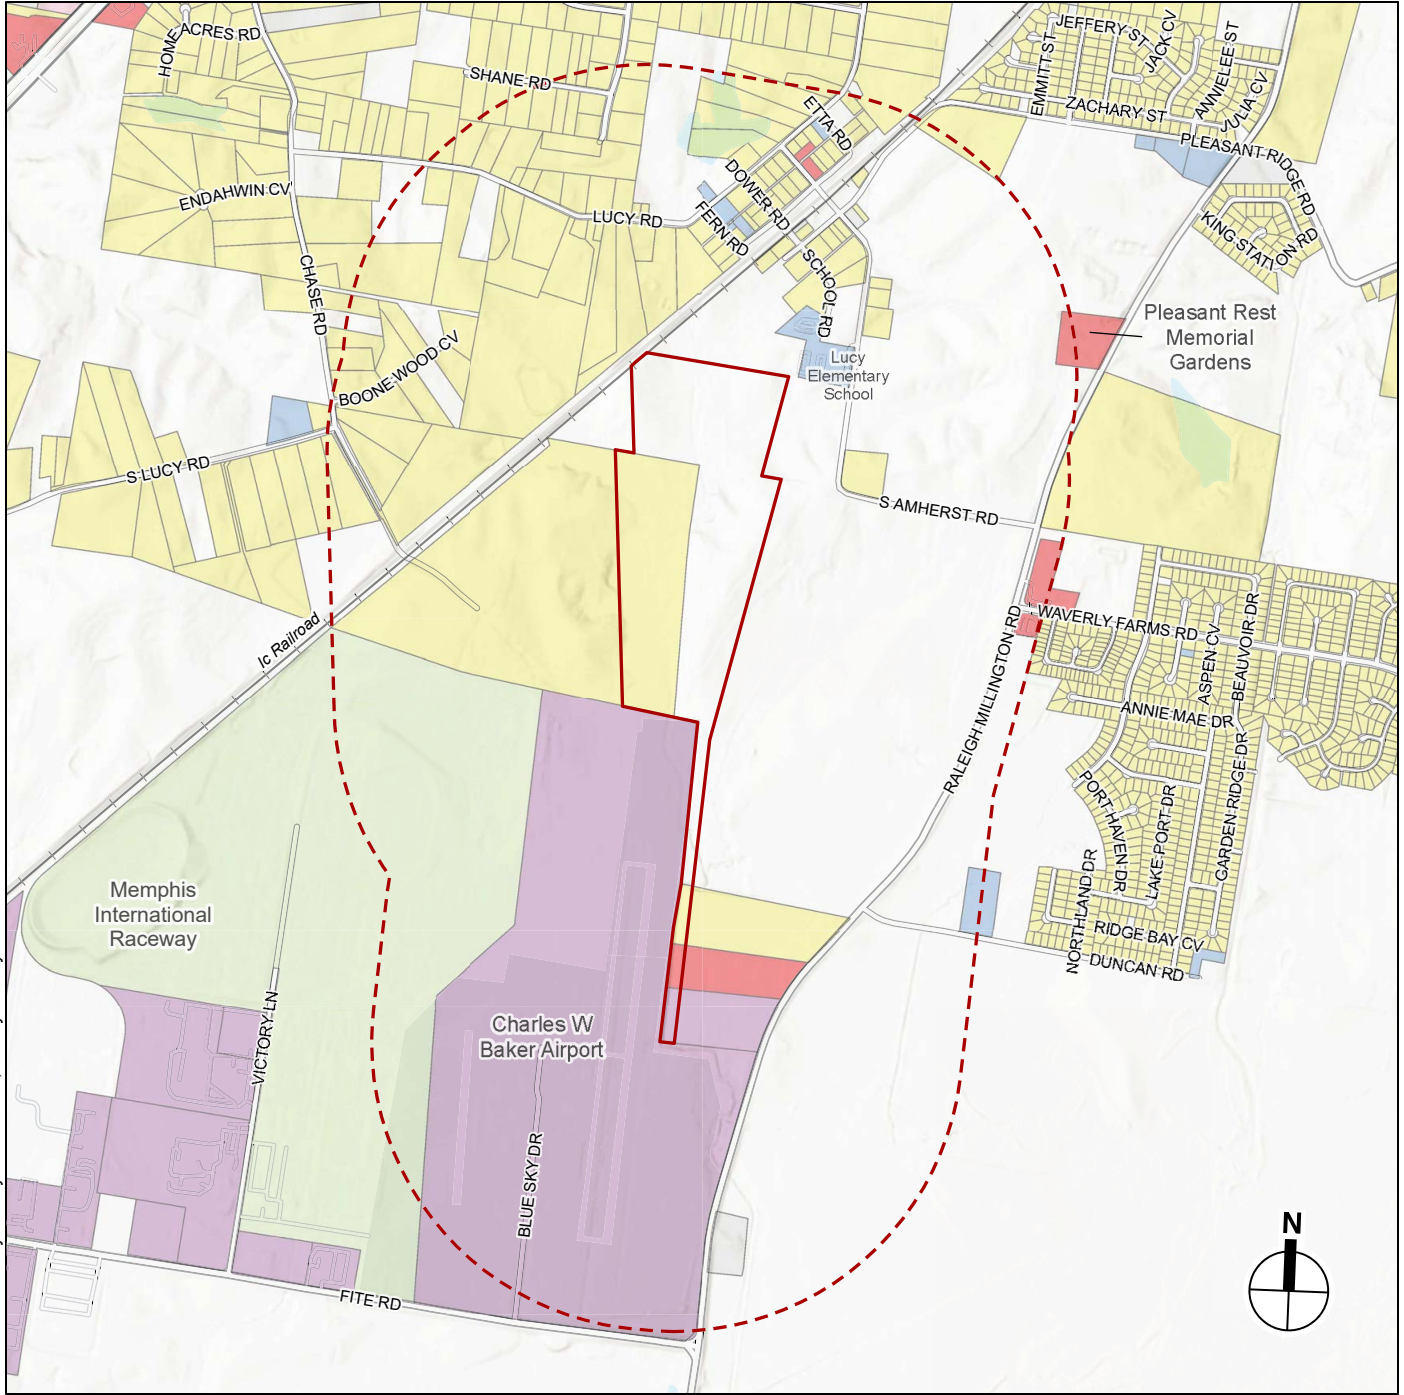 ACRES RD
HOME
SHANE RD
JEFFERY ST
JACK CV
EMMITT ST
ANNIELEE ST
JULIA CV
ZACHARY ST
ETTA RD
PLEASANT RIDGE RD
ENDAHWIN CV
DOWER RD
LUCY RD
FERN RD
KING STATION RD
CHASE RD
SCHOOL RD
Pleasant Rest
Memorial
Gardens
BOONE WOOD CV
Lucy
Elementary
School
S LUCY RD
S AMHERST RD
Ic Railroad
WAVERLY FARMS RD
RALEIGH MILLINGTON RD
ASPEN CV
BEAUVOIR DR
ANNIE MAE DR
PORT HAVEN DR
LAKE PORT DR
GARDEN RIDGE DR
Memphis
International
Raceway
NORTHLAND DR
RIDGE BAY CV
DUNCAN RD
VICTORY LN
Charles W
Baker Airport
BLUE SKY DR
FITE RD
N